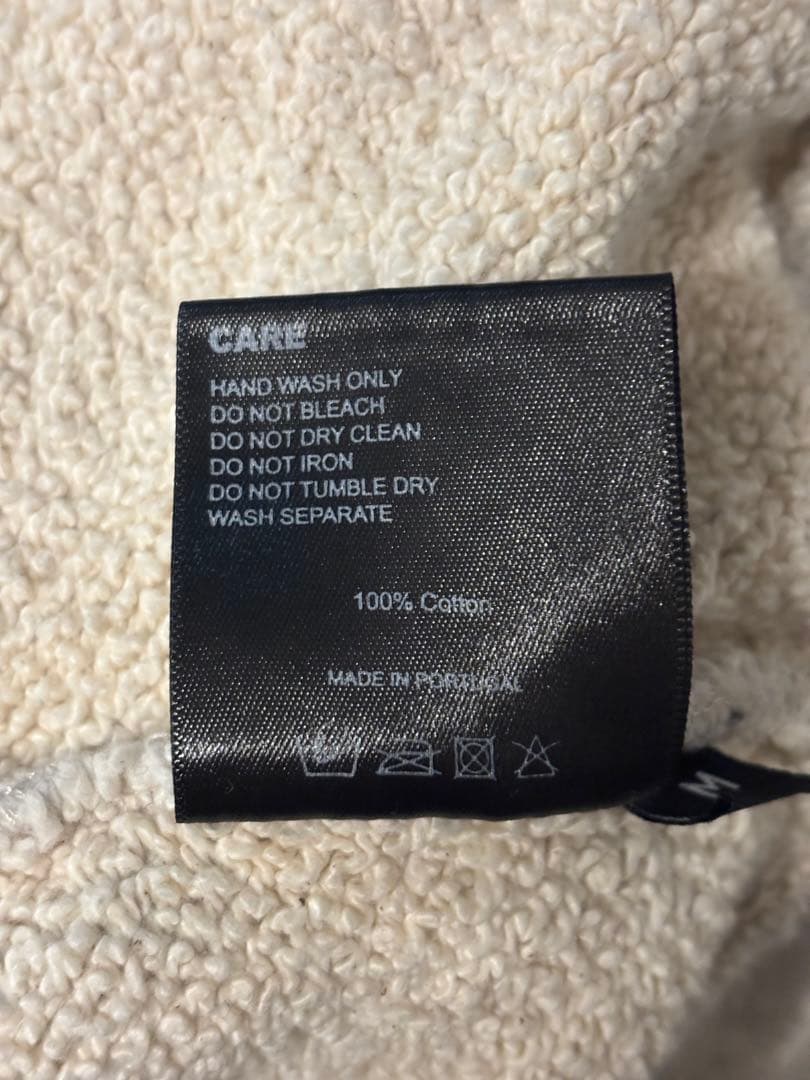 CARE
HAND WASH ONLY
DO NOT BLEACH
DO NOT DRY CLEAN
DO NOT IRON
DO NOT TUMBLE DRY
WASH SEPARATE
100% Cotton
MADE IN PORTUGAL
M